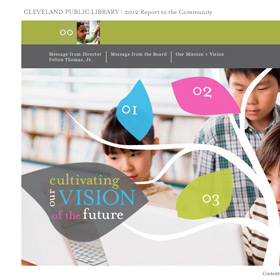 CLEVELAND PUBLIC LIBRARY | 2012 Report to the Community
00
Message from Director
Felton Thomas, Jr.
Message from the Board
Our Mission + Vision
01
02
cultivating
our VISION
of the future
03
Contents